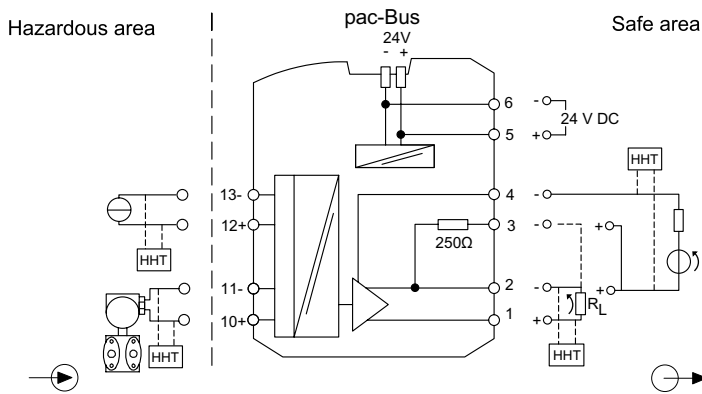 Hazardous area
pac-Bus
Safe area
24V
- +
6
-
24 V DC
5
+
HHT
13-
4
-
12+
3
-
+
250Ω
HHT
11-
2
-
+
RL
10+
1
+
HHT
HHT